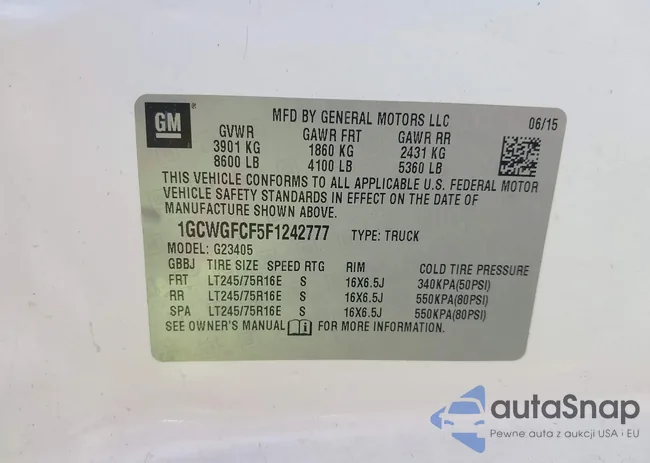 GM
MFD BY GENERAL MOTORS LLC 06/15
GVWR GAWR FRT GAWR RR
3901 KG 1860 KG 2431 KG
8600 LB 4100 LB 5360 LB
THIS VEHICLE CONFORMS TO ALL APPLICABLE U.S. FEDERAL MOTOR
VEHICLE SAFETY STANDARDS IN EFFECT ON THE DATE OF
MANUFACTURE SHOWN ABOVE.
1GCWGFCF5F1242777 TYPE: TRUCK
MODEL: G23405
GBBJ TIRE SIZE SPEED RTG RIM COLD TIRE PRESSURE
FRT LT245/75R16E S 16X6.5J 340KPA(50PSI)
RR LT245/75R16E S 16X6.5J 550KPA(80PSI)
SPA LT245/75R16E S 16X6.5J 550KPA(80PSI)
SEE OWNER'S MANUAL FOR MORE INFORMATION.
autaSnap
Pewne auta z aukcji USA i EU